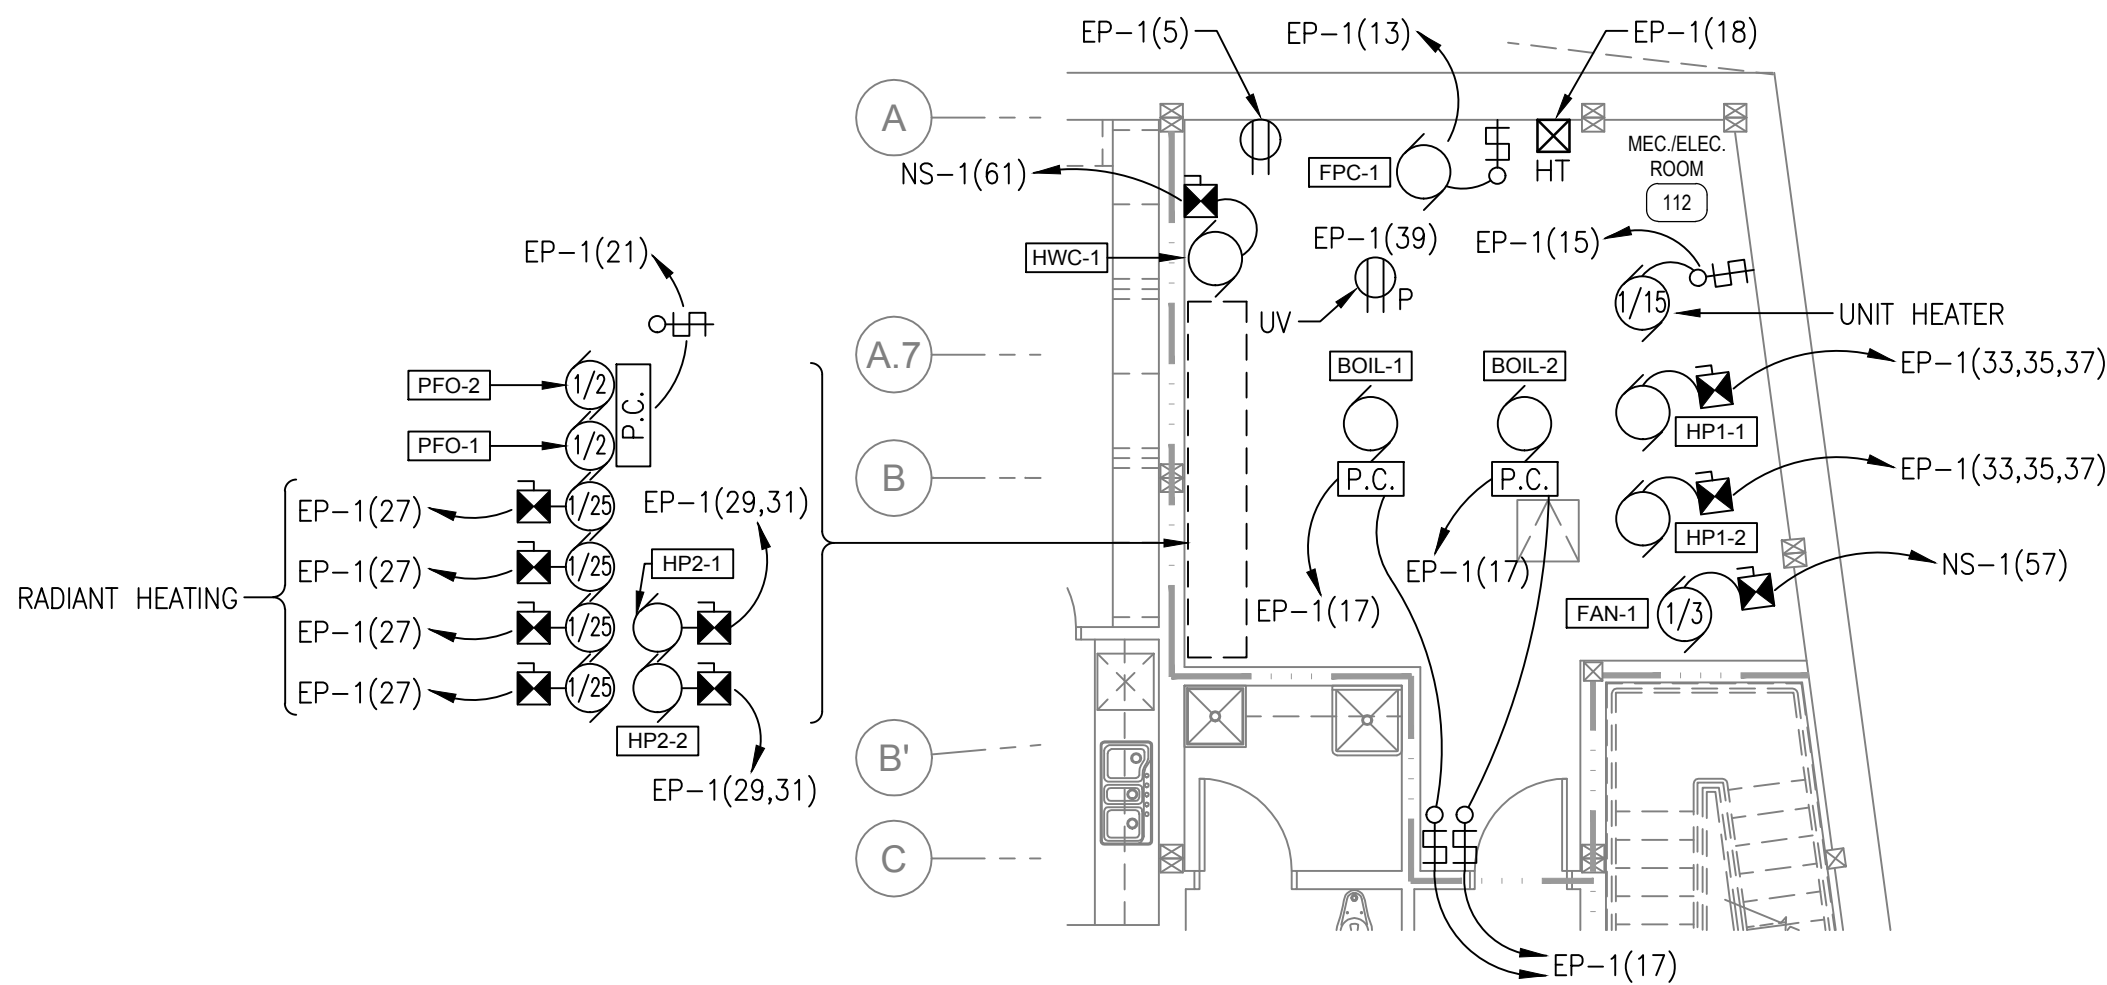 EP-1(5)
EP-1(13)
EP-1(18)
A
MEC./ELEC.
ROOM
112
NS-1(61)
FPC-1
HT
EP-1(21)
HWC-1
EP-1(39)
EP-1(15)
P
UV
1/15
UNIT HEATER
A.7
PFO-2
1/2
P.C.
BOIL-1
BOIL-2
EP-1(33,35,37)
PFO-1
1/2
HP1-1
B
P.C.
P.C.
EP-1(33,35,37)
EP-1(27)
1/25
EP-1(29,31)
HP1-2
EP-1(27)
1/25
HP2-1
EP-1(17)
NS-1(57)
RADIANT HEATING
EP-1(17)
FAN-1
1/3
EP-1(27)
1/25
EP-1(27)
1/25
HP2-2
B'
EP-1(29,31)
C
EP-1(17)